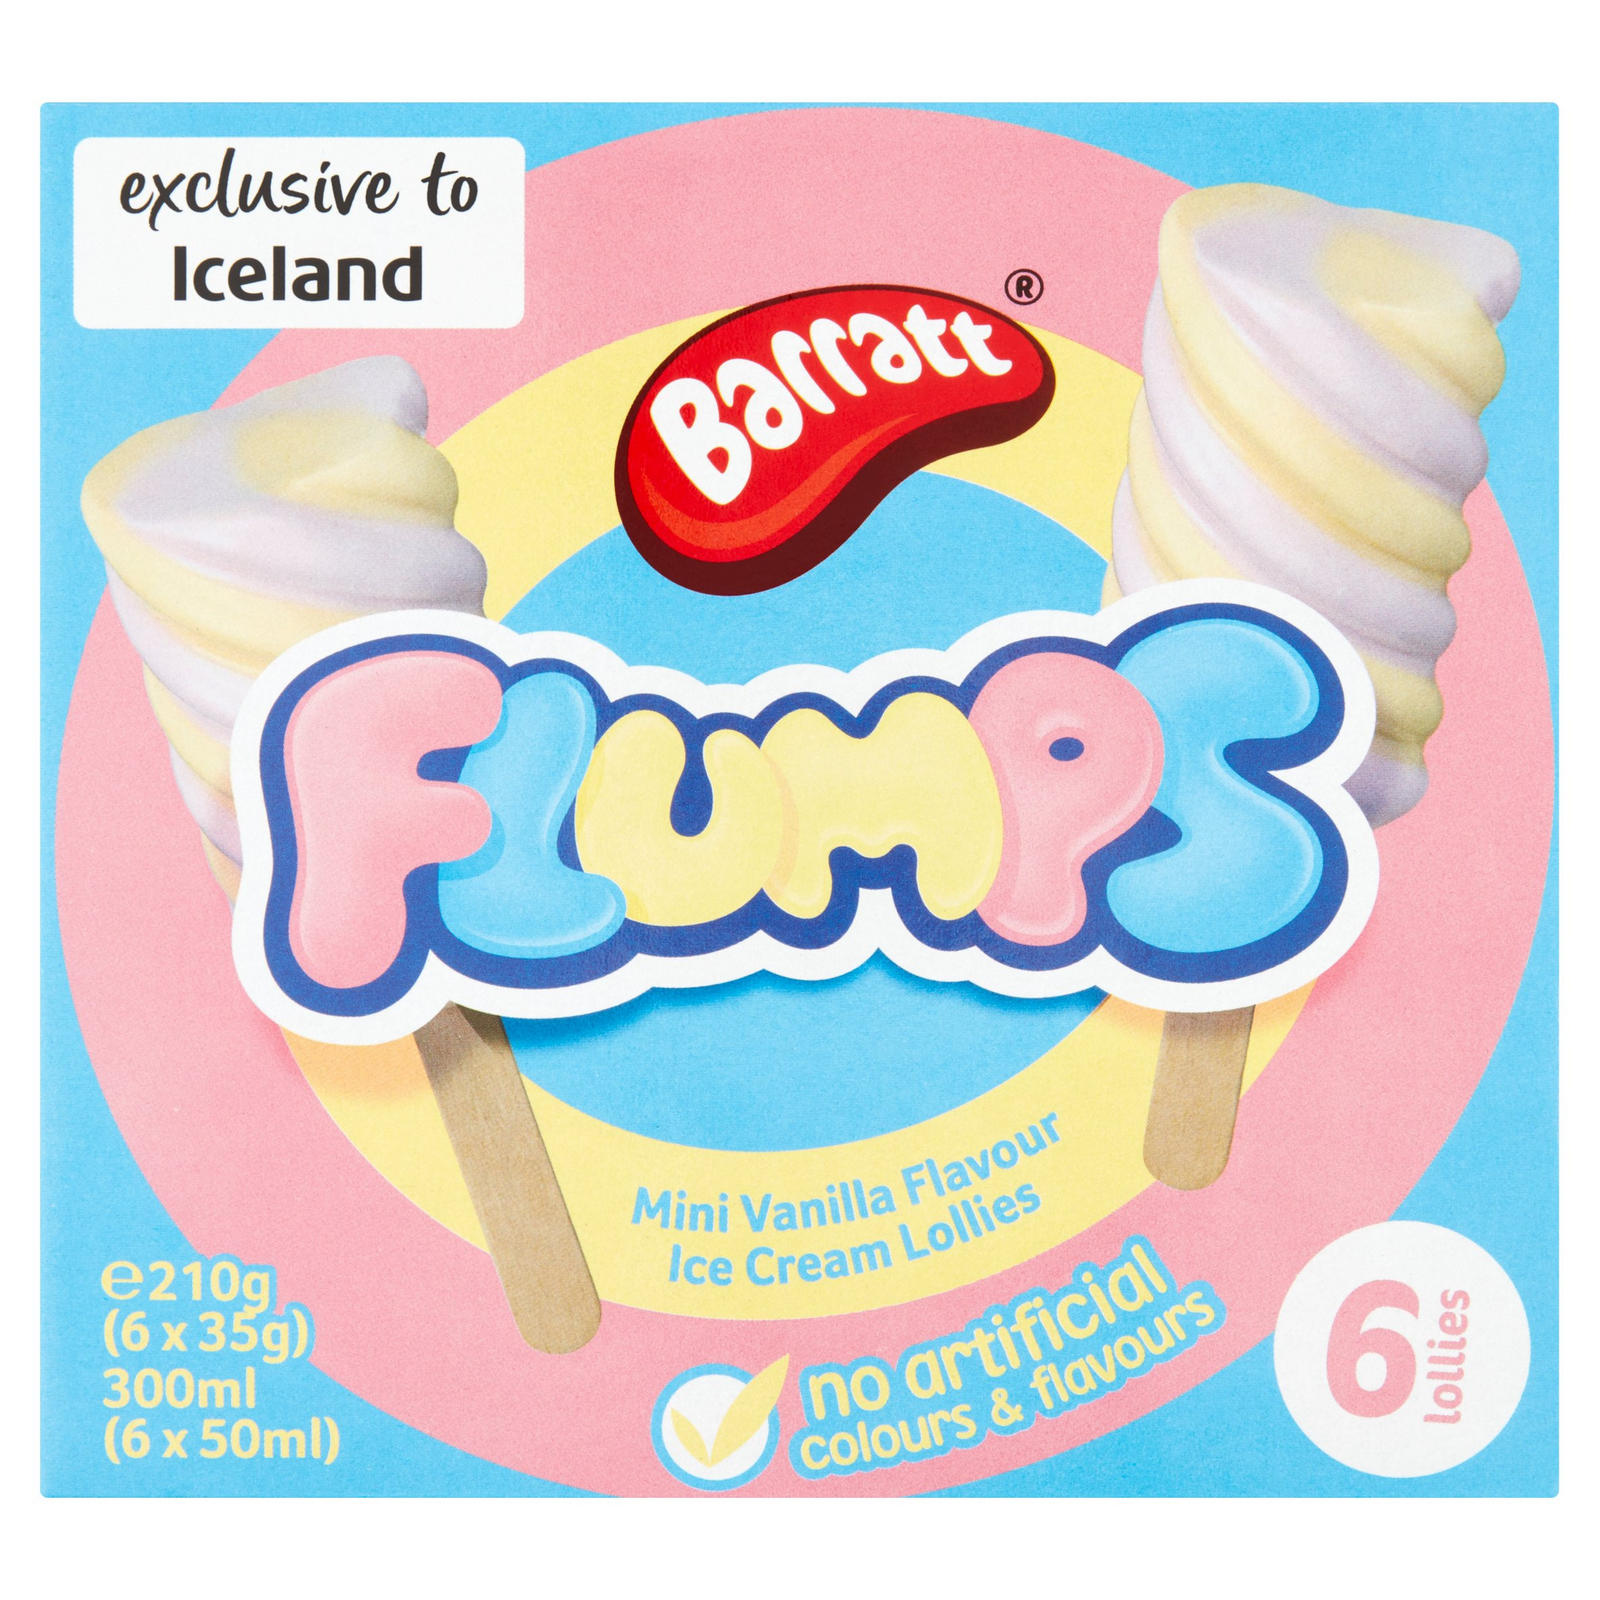 exclusive to
Iceland
Barratt®
FLUMPS
Mini Vanilla Flavour
Ice Cream Lollies
℮210g
(6 x 35g)
300ml
(6 x 50ml)
no artificial
colours & flavours
6
lollies